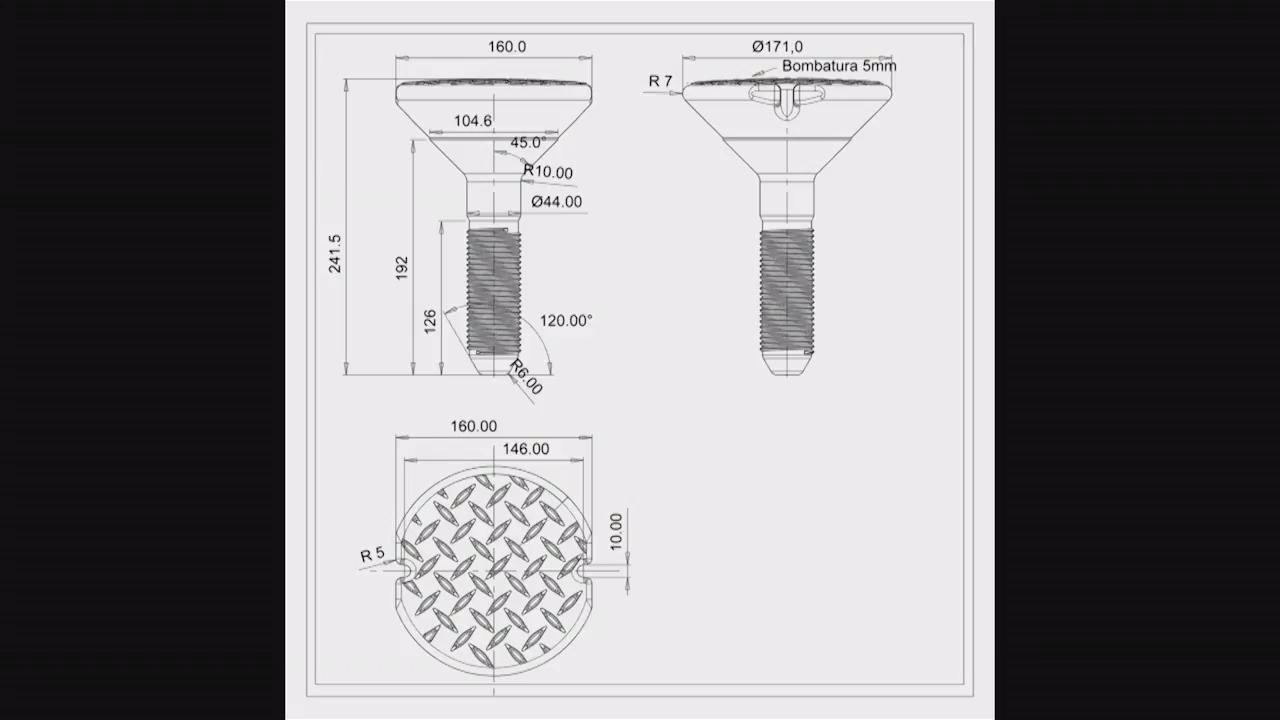 160.0
Ø171,0
Bombatura 5mm
R 7
104.6
45.0°
R10.00
Ø44.00
241.5
192
126
120.00°
R6.00
160.00
146.00
10.00
R 5